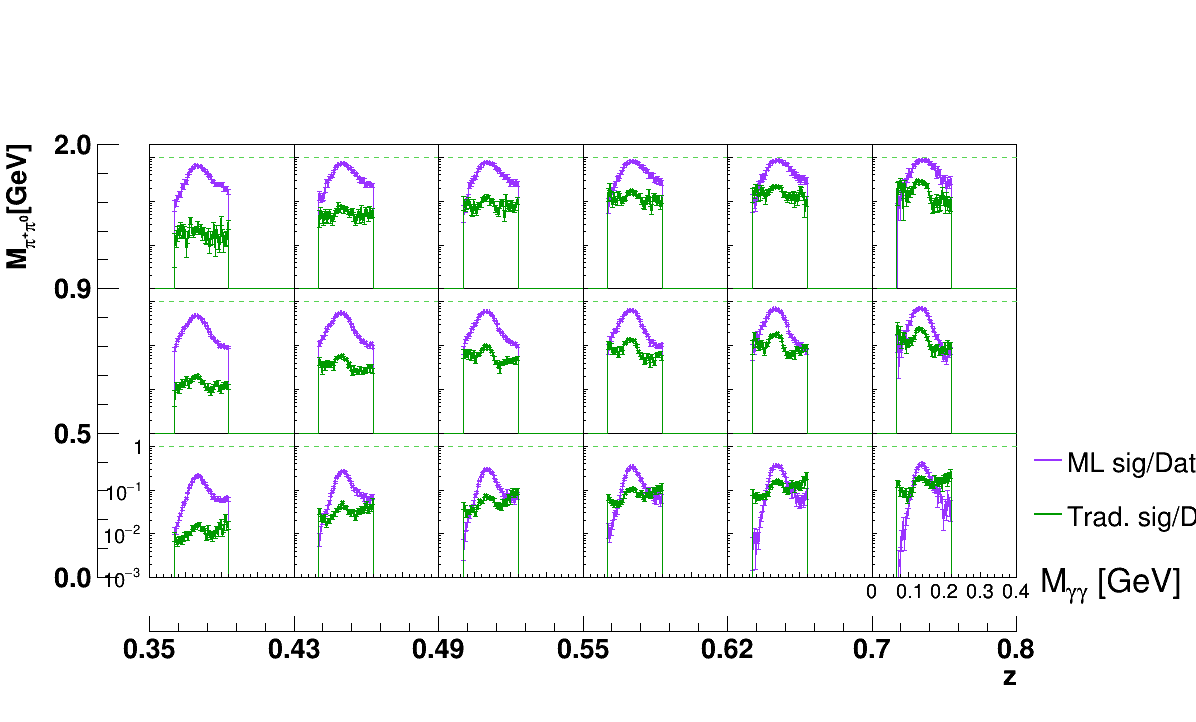 2.0
M_{π⁺π⁰} [GeV]
0.9
0.5
1
10⁻¹
10⁻²
10⁻³
0.0
ML sig/Dat
Trad. sig/D
0 0.1 0.2 0.3 0.4
M_{γγ} [GeV]
0.35 0.43 0.49 0.55 0.62 0.7 0.8
z